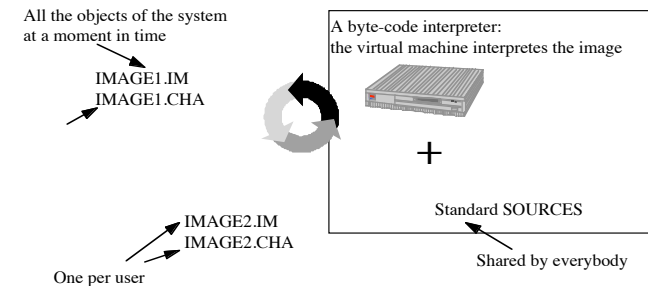 All the objects of the system
at a moment in time
IMAGE1.IM
IMAGE1.CHA
A byte-code interpreter:
the virtual machine interpretes the image
+
Standard SOURCES
IMAGE2.IM
IMAGE2.CHA
Shared by everybody
One per user